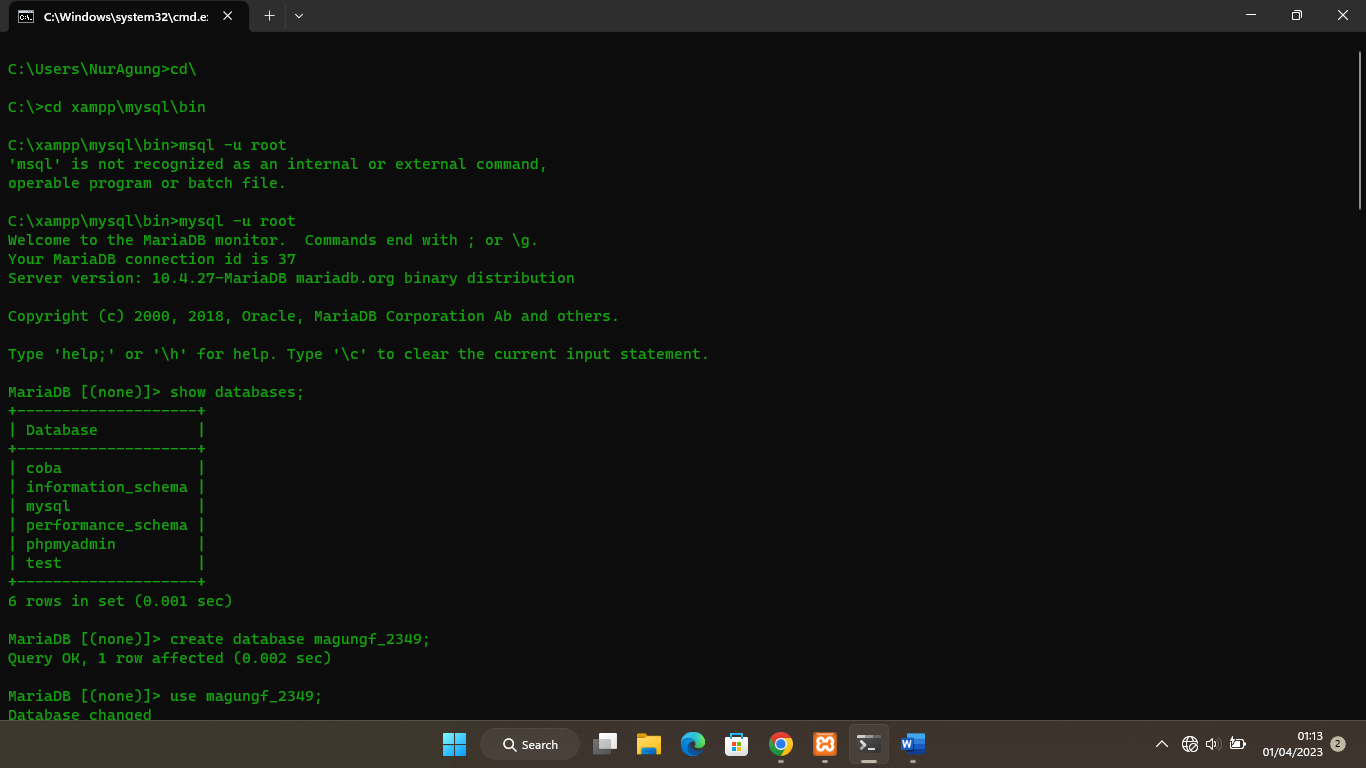 C:\Windows\system32\cmd.e:
C:\Users\NurAgung>cd\
C:\>cd xampp\mysql\bin
C:\xampp\mysql\bin>msql -u root
'msql' is not recognized as an internal or external command,
operable program or batch file.
C:\xampp\mysql\bin>mysql -u root
Welcome to the MariaDB monitor.  Commands end with ; or \g.
Your MariaDB connection id is 37
Server version: 10.4.27-MariaDB mariadb.org binary distribution
Copyright (c) 2000, 2018, Oracle, MariaDB Corporation Ab and others.
Type 'help;' or '\h' for help. Type '\c' to clear the current input statement.
MariaDB [(none)]> show databases;
+--------------------+
| Database           |
+--------------------+
| coba               |
| information_schema |
| mysql              |
| performance_schema |
| phpmyadmin         |
| test               |
+--------------------+
6 rows in set (0.001 sec)
MariaDB [(none)]> create database magungf_2349;
Query OK, 1 row affected (0.002 sec)
MariaDB [(none)]> use magungf_2349;
Database changed
Search
01:13
01/04/2023
2